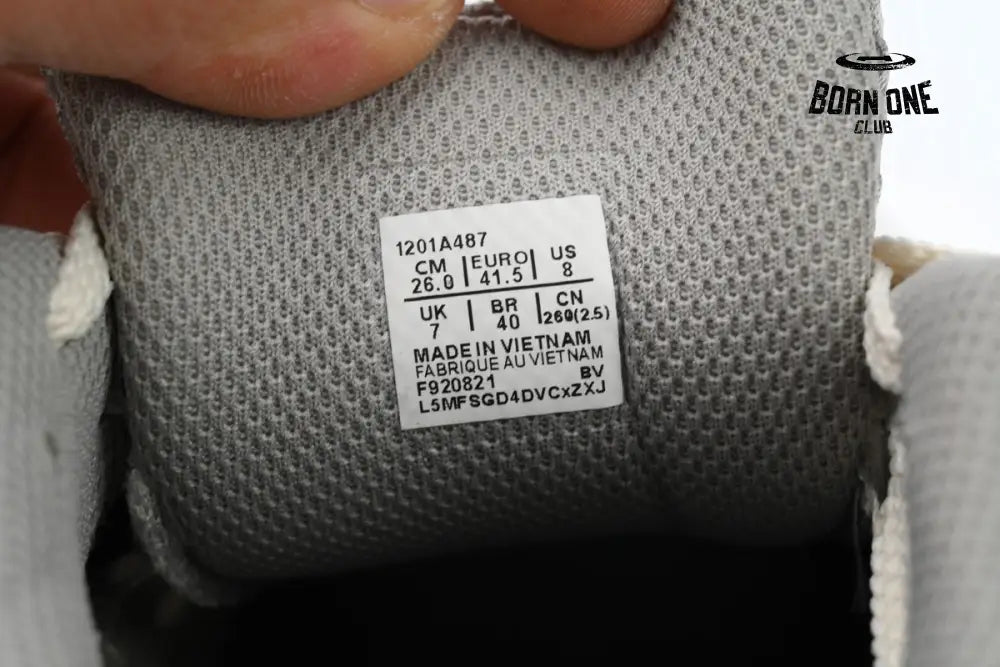 BORN ONE
CLUB
1201A487
CM | EURO | US
26.0 | 41.5 | 8
UK | BR | CN
7 | 40 | 260(2.5)
MADE IN VIETNAM
FABRIQUE AU VIETNAM
F920821 BV
L5MFSGD4DVCxZXJ